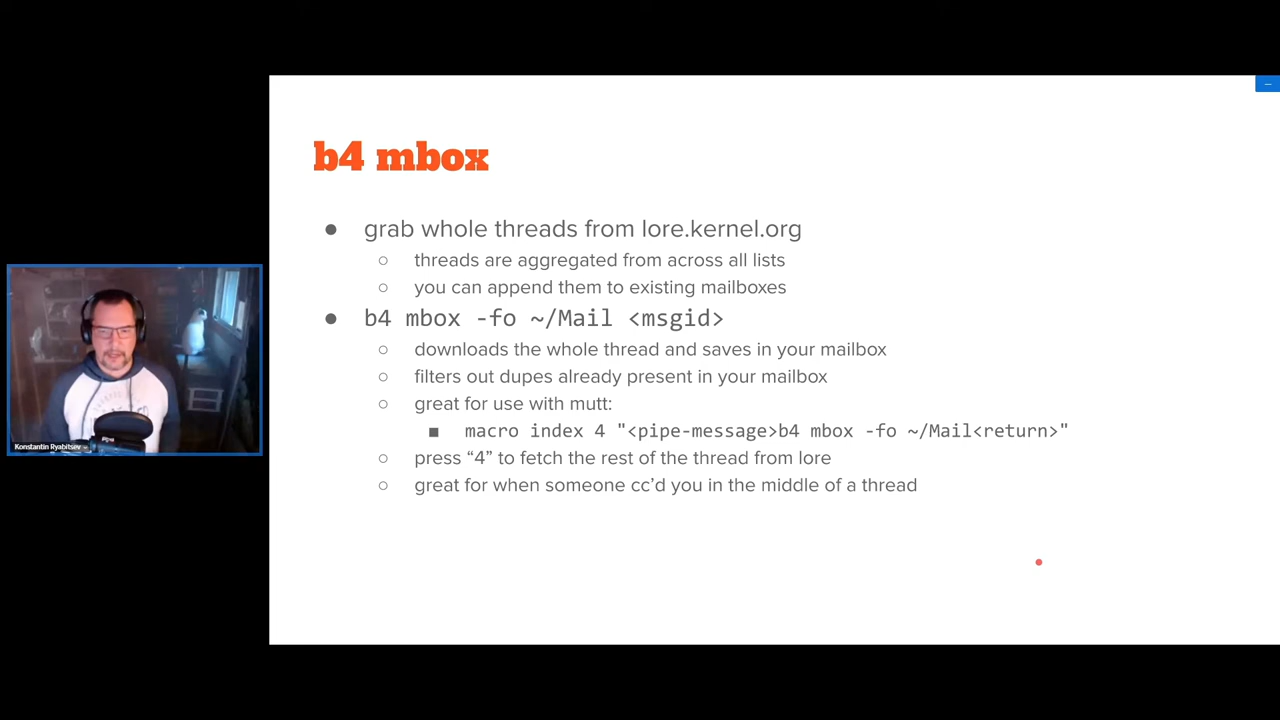 b4 mbox
● grab whole threads from lore.kernel.org
○ threads are aggregated from across all lists
○ you can append them to existing mailboxes
● b4 mbox -fo ~/Mail <msgid>
○ downloads the whole thread and saves in your mailbox
○ filters out dupes already present in your mailbox
○ great for use with mutt:
■ macro index 4 "<pipe-message>b4 mbox -fo ~/Mail<return>"
○ press “4” to fetch the rest of the thread from lore
○ great for when someone cc’d you in the middle of a thread
Konstantin Ryabitsev